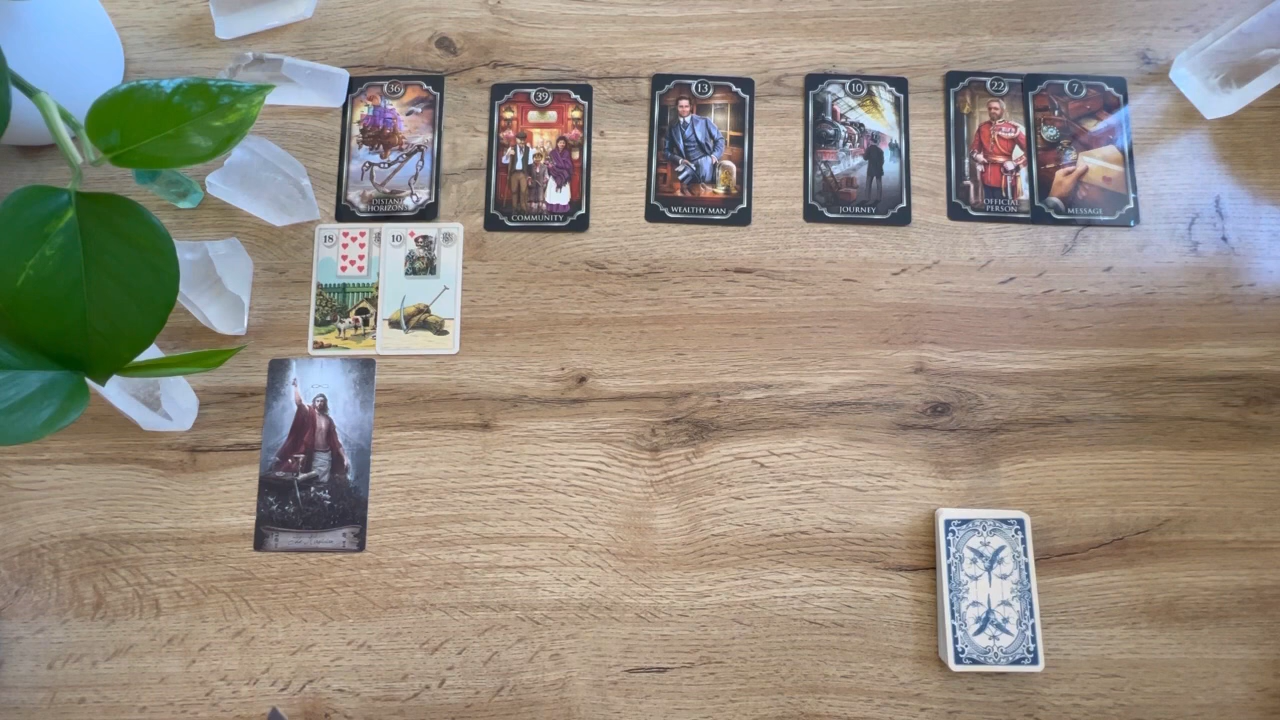 36
DISTANT
HORIZONS
39
COMMUNITY
13
WEALTHY MAN
10
JOURNEY
22
OFFICIAL
PERSON
7
MESSAGE
18
10